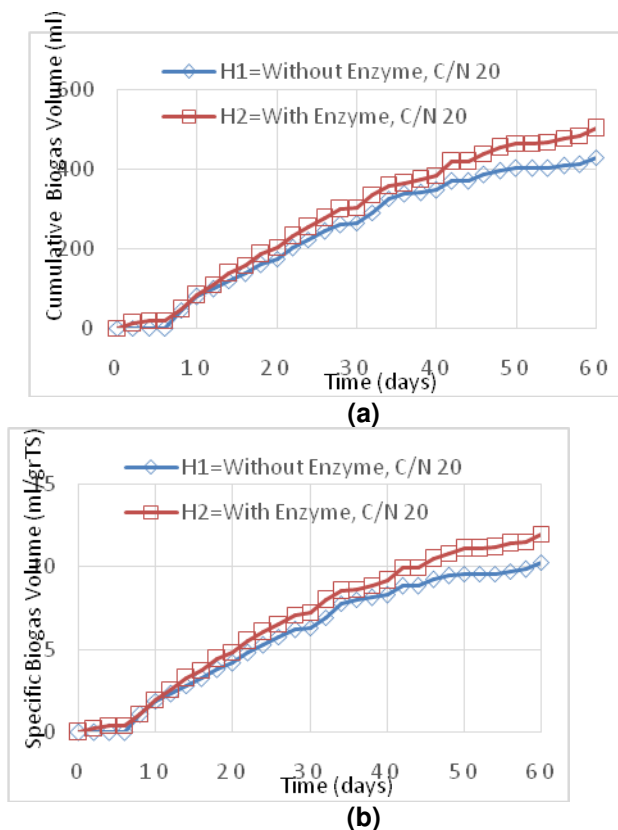 Cumulative Biogas Volume (ml)
H1=Without Enzyme, C/N 20
H2=With Enzyme, C/N 20
600
400
200
0
0 10 20 30 40 50 60
Time (days)
(a)
Specific Biogas Volume (ml/grTS)
H1=Without Enzyme, C/N 20
H2=With Enzyme, C/N 20
15
10
5
0
0 10 20 30 40 50 60
Time (days)
(b)